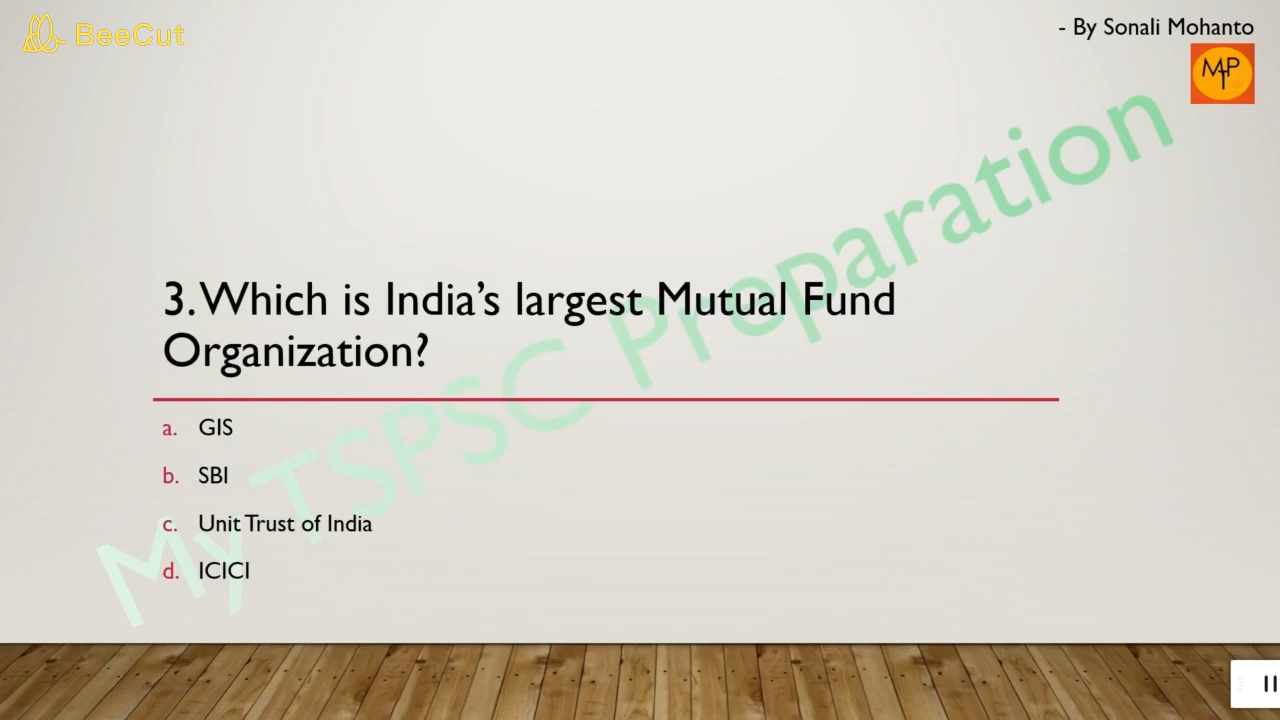 BeeCut
- By Sonali Mohanto
MTP
3. Which is India's largest Mutual Fund
Organization?
a. GIS
b. SBI
c. Unit Trust of India
d. ICICI
My TSPSC Preparation